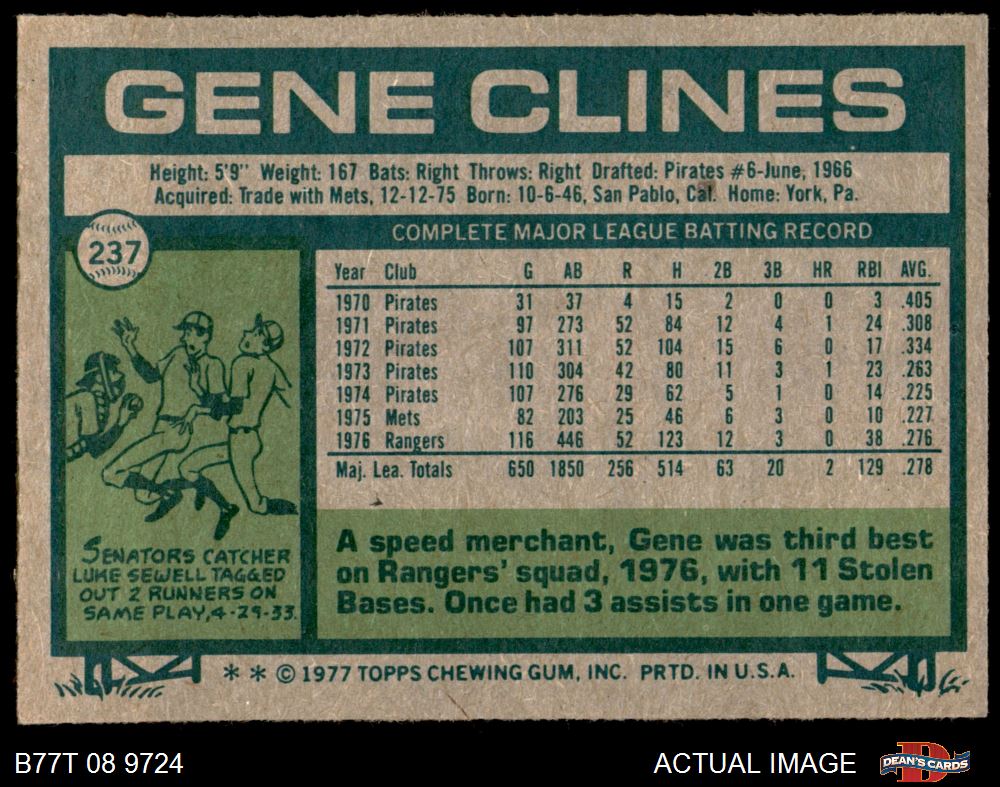 GENE CLINES
Height: 5'9" Weight: 167 Bats: Right Throws: Right Drafted: Pirates #6-June, 1966
Acquired: Trade with Mets, 12-12-75 Born: 10-6-46, San Pablo, Cal. Home: York, Pa.
237
COMPLETE MAJOR LEAGUE BATTING RECORD
Year Club G AB R H 2B 3B HR RBI AVG.
1970 Pirates 31 37 4 15 2 0 0 3 .405
1971 Pirates 97 273 52 84 12 4 1 24 .308
1972 Pirates 107 311 52 104 15 6 0 17 .334
1973 Pirates 110 304 42 80 11 3 1 23 .263
1974 Pirates 107 276 29 62 5 1 0 14 .225
1975 Mets 82 203 25 46 6 3 0 10 .227
1976 Rangers 116 446 52 123 12 3 0 38 .276
Maj. Lea. Totals 650 1850 256 514 63 20 2 129 .278
SENATORS CATCHER
LUKE SEWELL TAGGED
OUT 2 RUNNERS ON
SAME PLAY, 4-29-33.
A speed merchant, Gene was third best
on Rangers' squad, 1976, with 11 Stolen
Bases. Once had 3 assists in one game.
* * © 1977 TOPPS CHEWING GUM, INC. PRTD. IN U.S.A.
B77T 08 9724
ACTUAL IMAGE
D
DEAN'S CARDS